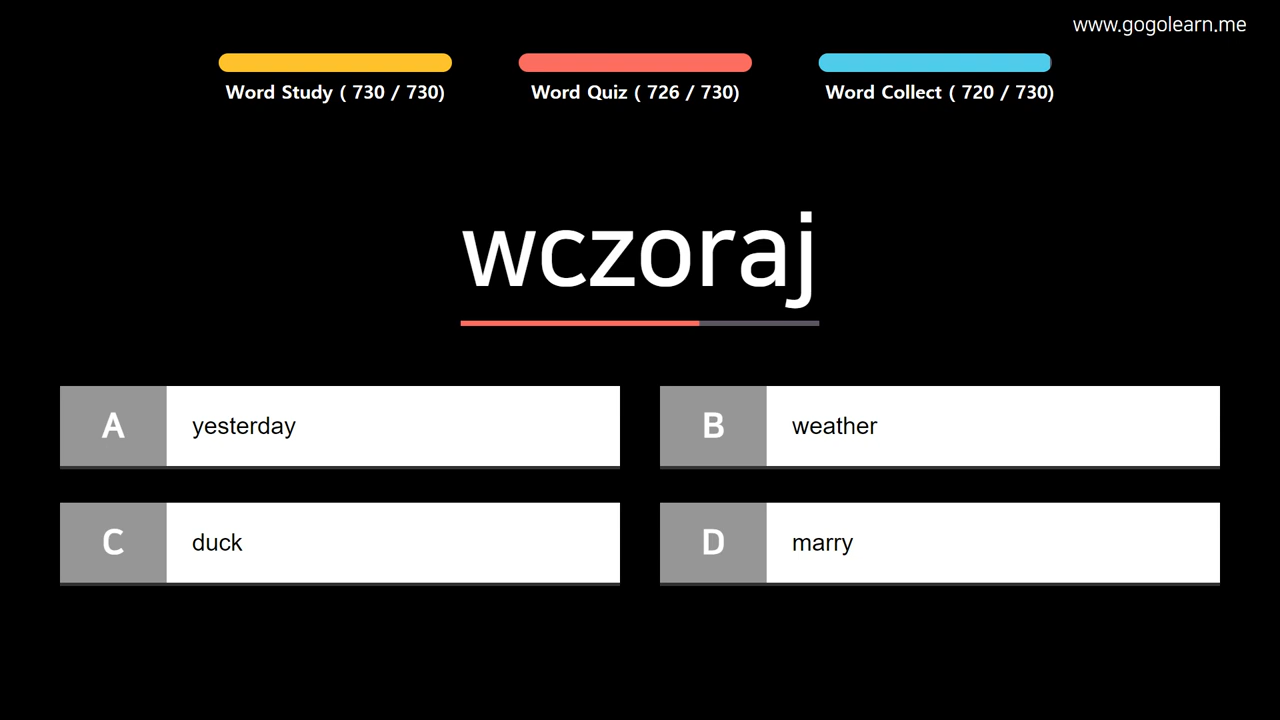 www.gogolearn.me
Word Study ( 730 / 730)
Word Quiz ( 726 / 730)
Word Collect ( 720 / 730)
wczoraj
A yesterday
B weather
C duck
D marry